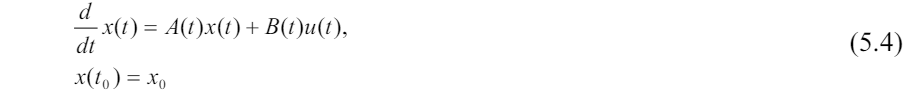 d/dt x(t) = A(t)x(t) + B(t)u(t),
(5.4)
x(t₀) = x₀